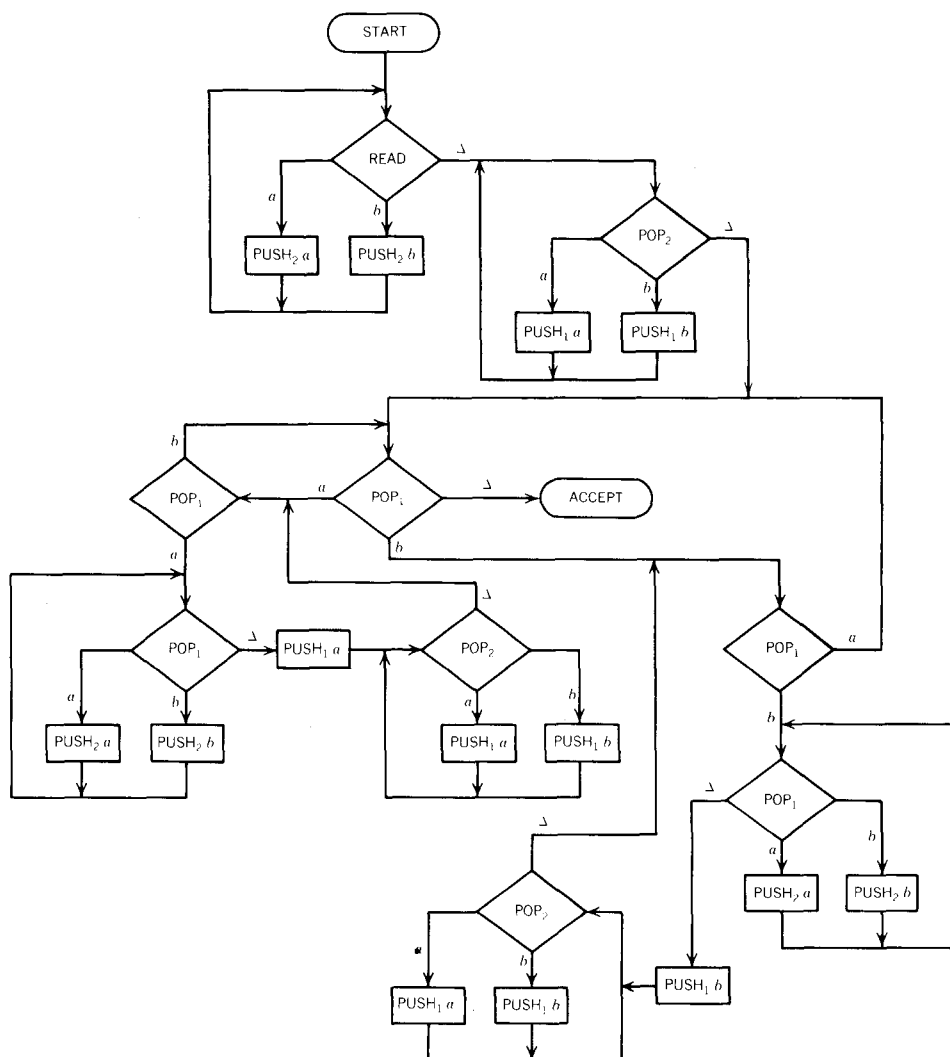 START
READ
Δ
a
b
PUSH₂ a
PUSH₂ b
POP₂
Δ
a
b
PUSH₁ a
PUSH₁ b
b
POP₁
a
POP₁
Δ
ACCEPT
a
b
Δ
POP₁
Δ
PUSH₁ a
POP₂
POP₁
a
a
b
a
b
b
PUSH₂ a
PUSH₂ b
PUSH₁ a
PUSH₁ b
Δ
Δ
POP₁
a
b
PUSH₂ a
PUSH₂ b
POP₂
a
b
PUSH₁ a
PUSH₁ b
PUSH₁ b